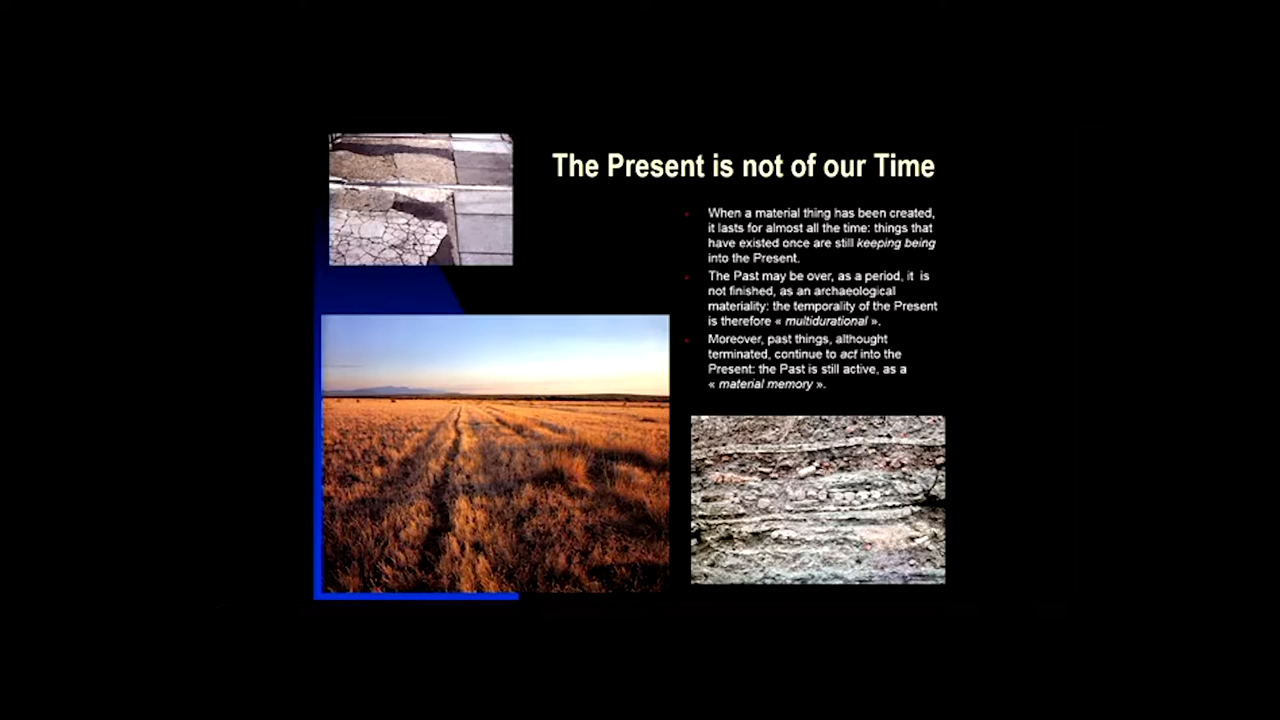 The Present is not of our Time
When a material thing has been created,
it lasts for almost all the time: things that
have existed once are still keeping being
into the Present.
The Past may be over, as a period, it is
not finished, as an archaeological
materiality: the temporality of the Present
is therefore « multidurational ».
Moreover, past things, althought
terminated, continue to act into the
Present: the Past is still active, as a
« material memory ».